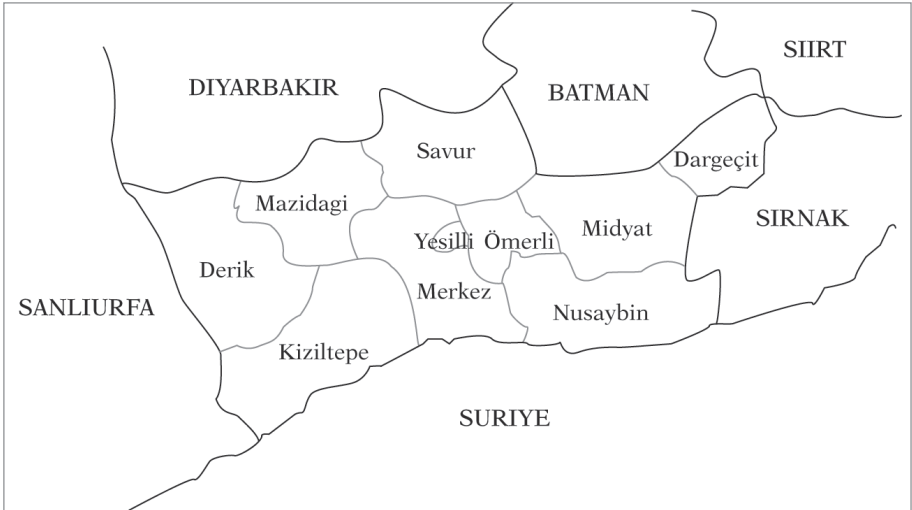 SIIRT
DIYARBAKIR
BATMAN
Savur
Dargeçit
Mazidagi
SIRNAK
Midyat
Yesilli
Ömerli
Derik
Merkez
SANLIURFA
Nusaybin
Kiziltepe
SURIYE